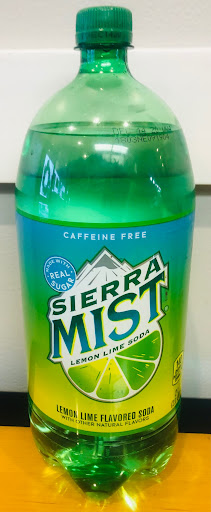 CAFFEINE FREE
MADE WITH
REAL
SUGAR
SIERRA
MIST
LEMON LIME SODA
LEMON LIME FLAVORED SODA
WITH OTHER NATURAL FLAVORS